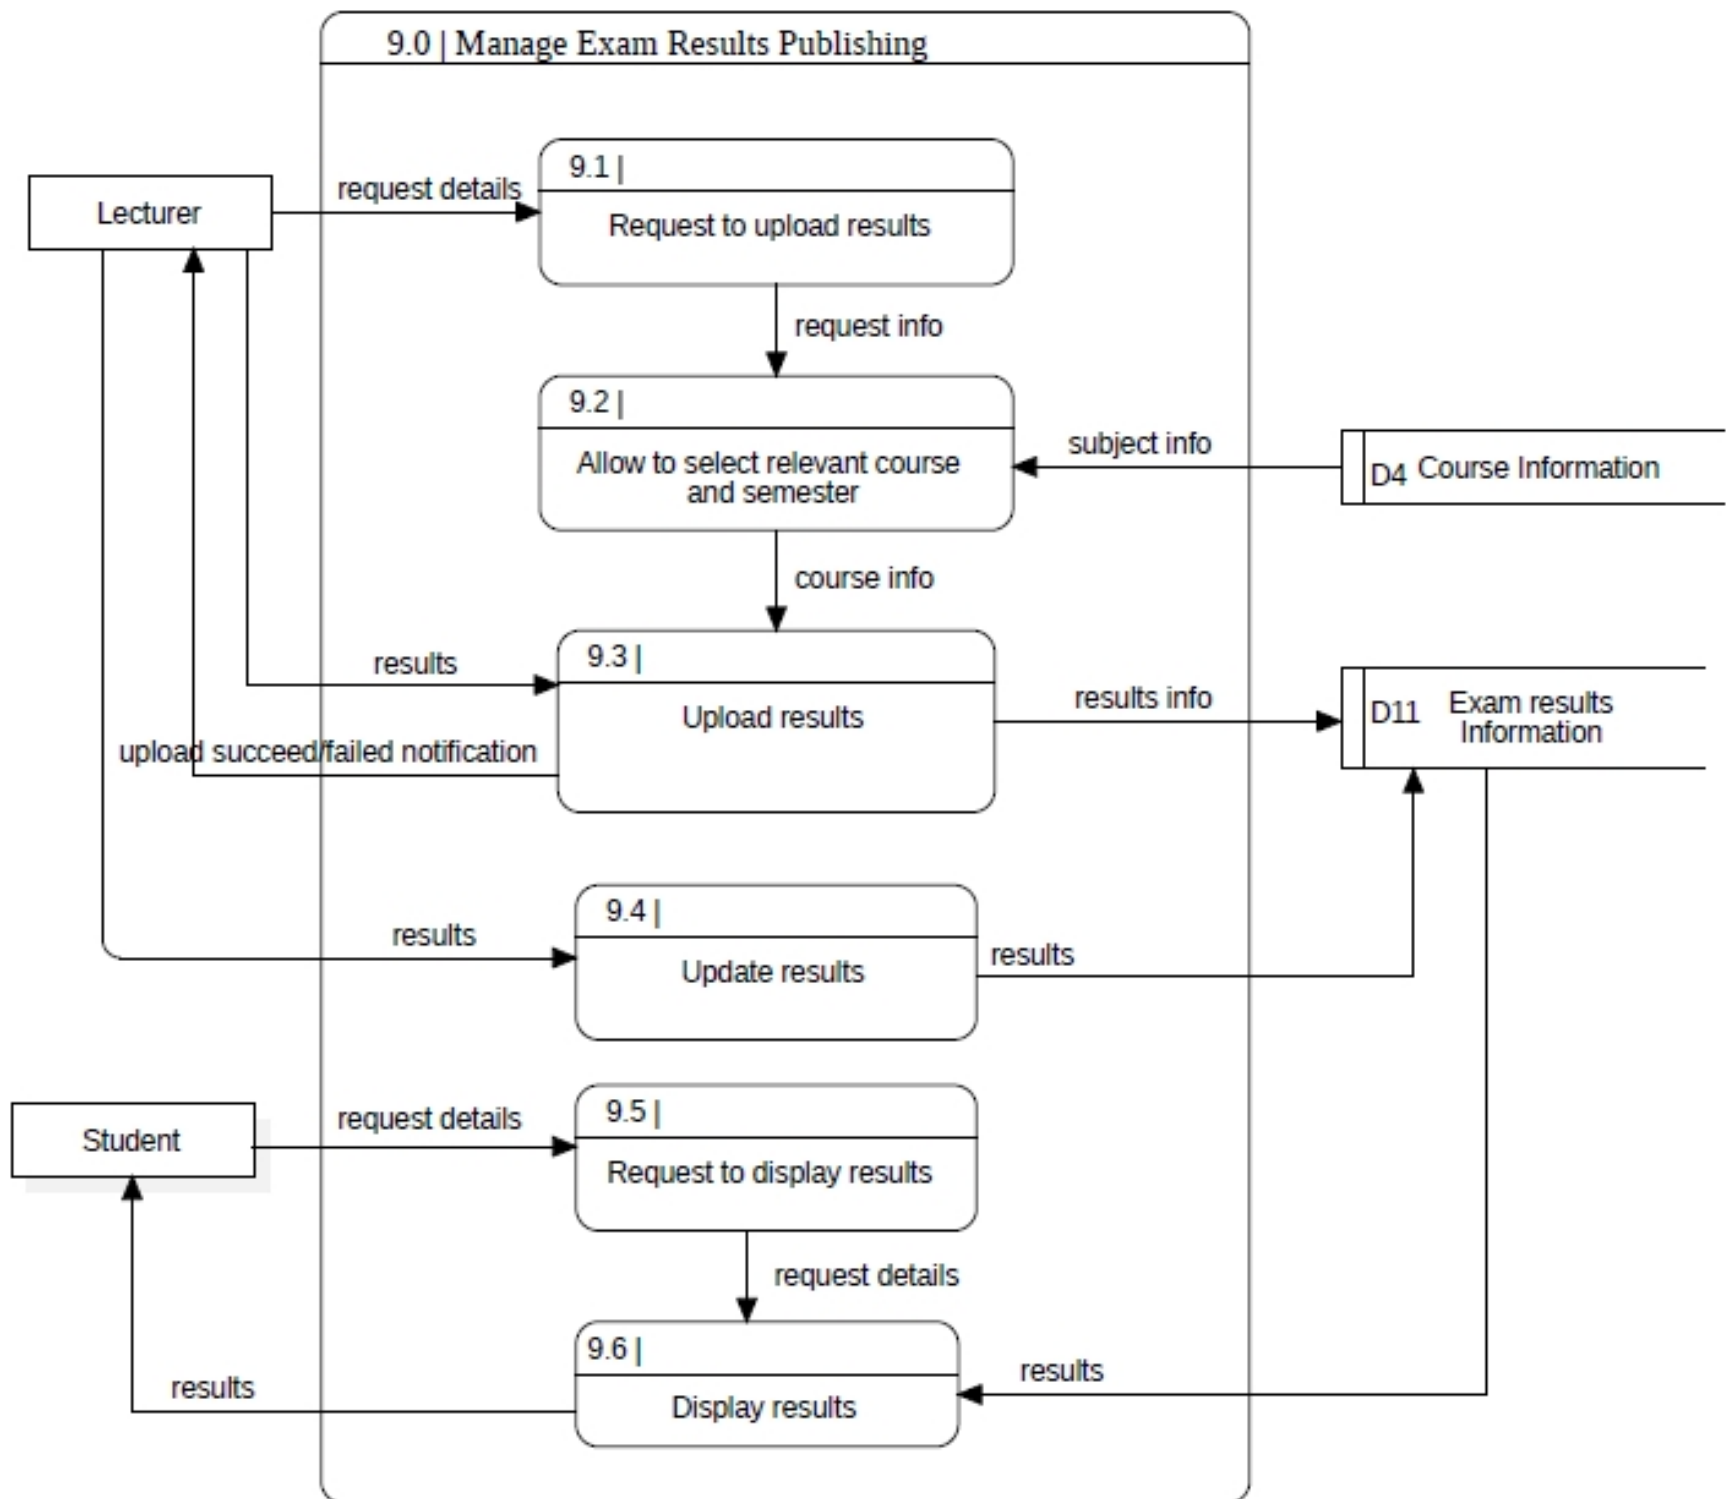 9.0 | Manage Exam Results Publishing
9.1 |
Lecturer
request details
Request to upload results
request info
9.2 |
Allow to select relevant course
and semester
subject info
D4 Course Information
course info
9.3 |
results
Upload results
results info
D11 Exam results
Information
upload succeed/failed notification
9.4 |
results
Update results
results
9.5 |
Student
request details
Request to display results
request details
9.6 |
results
Display results
results